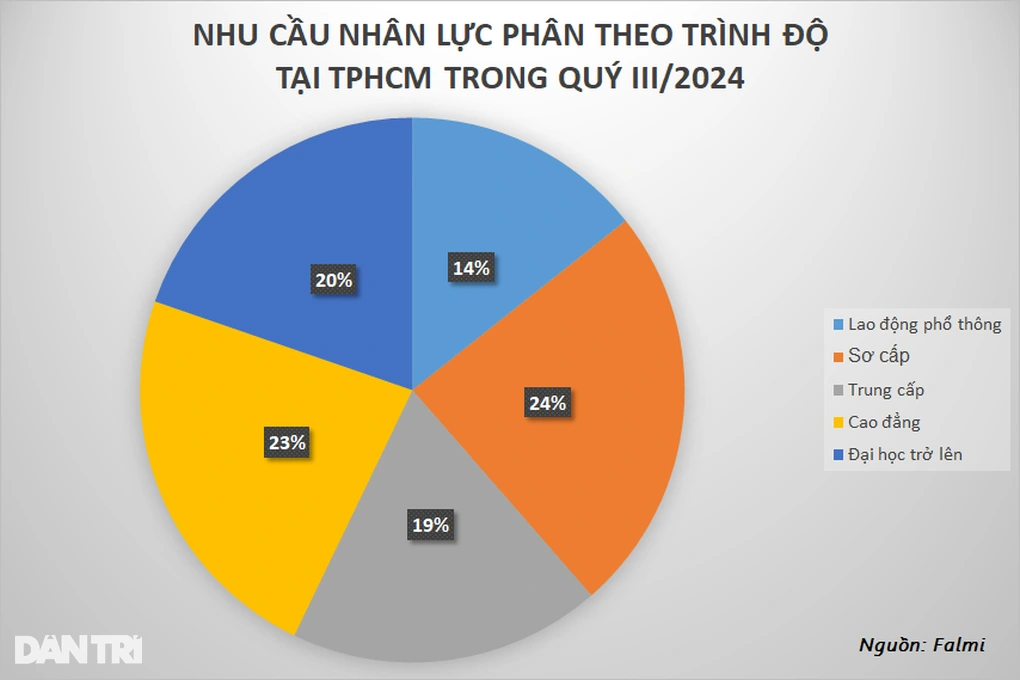 NHU CẦU NHÂN LỰC PHÂN THEO TRÌNH ĐỘ
TẠI TPHCM TRONG QUÝ III/2024
20%
14%
24%
23%
19%
Lao động phổ thông
Sơ cấp
Trung cấp
Cao đẳng
Đại học trở lên
DÂN TRÍ
Nguồn: Falmi